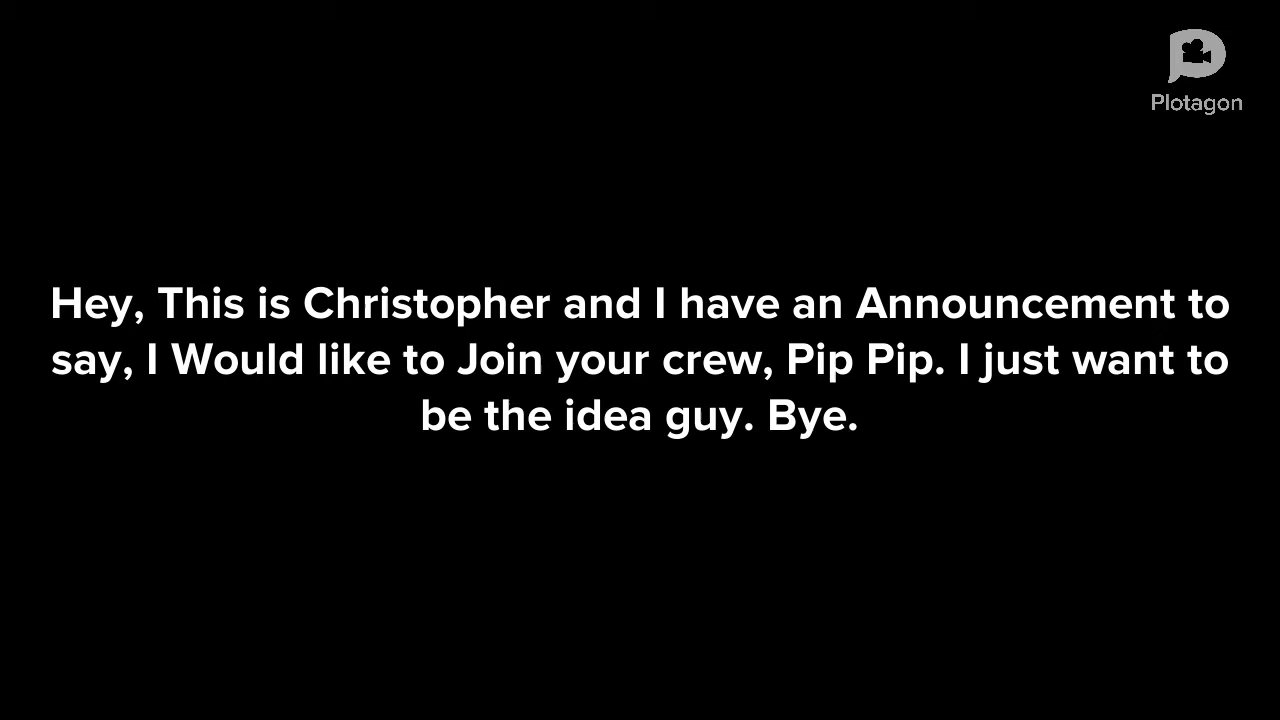 Plotagon
Hey, This is Christopher and I have an Announcement to
say, I Would like to Join your crew, Pip Pip. I just want to
be the idea guy. Bye.